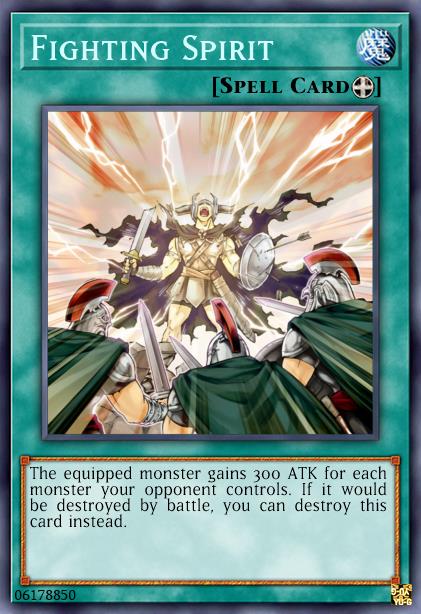 Fighting Spirit
魔
[Spell Card]
The equipped monster gains 300 ATK for each
monster your opponent controls. If it would
be destroyed by battle, you can destroy this
card instead.
06178850